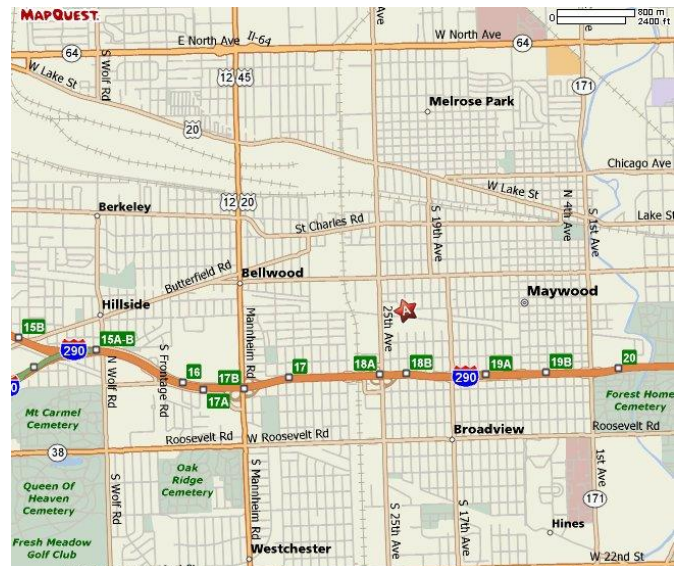 MAPQUEST.
800 m
0
2400 ft
Il-64
W North Ave
E North Ave
64
64
S Wolf Rd
12 45
W Lake St
171
Melrose Park
20
Chicago Ave
W Lake St
12 20
S 19th Ave
N 4th Ave
S 1st Ave
Berkeley
St Charles Rd
Lake St
Butterfield Rd
Bellwood
Maywood
Hillside
Mannheim Rd
25th Ave
A
15B
15A-B
290
N Wolf Rd
S Frontage Rd
16
17B
17
18A
18B
290
19A
19B
20
17A
Forest Home
Cemetery
Mt Carmel
Cemetery
Roosevelt Rd
W Roosevelt Rd
Broadview
Roosevelt Rd
38
Oak
Ridge
Cemetery
S Mannheim Rd
S 25th Ave
S 17th Ave
1st Ave
S Wolf Rd
Queen Of
Heaven
Cemetery
171
Hines
Fresh Meadow
Golf Club
Westchester
W 22nd St